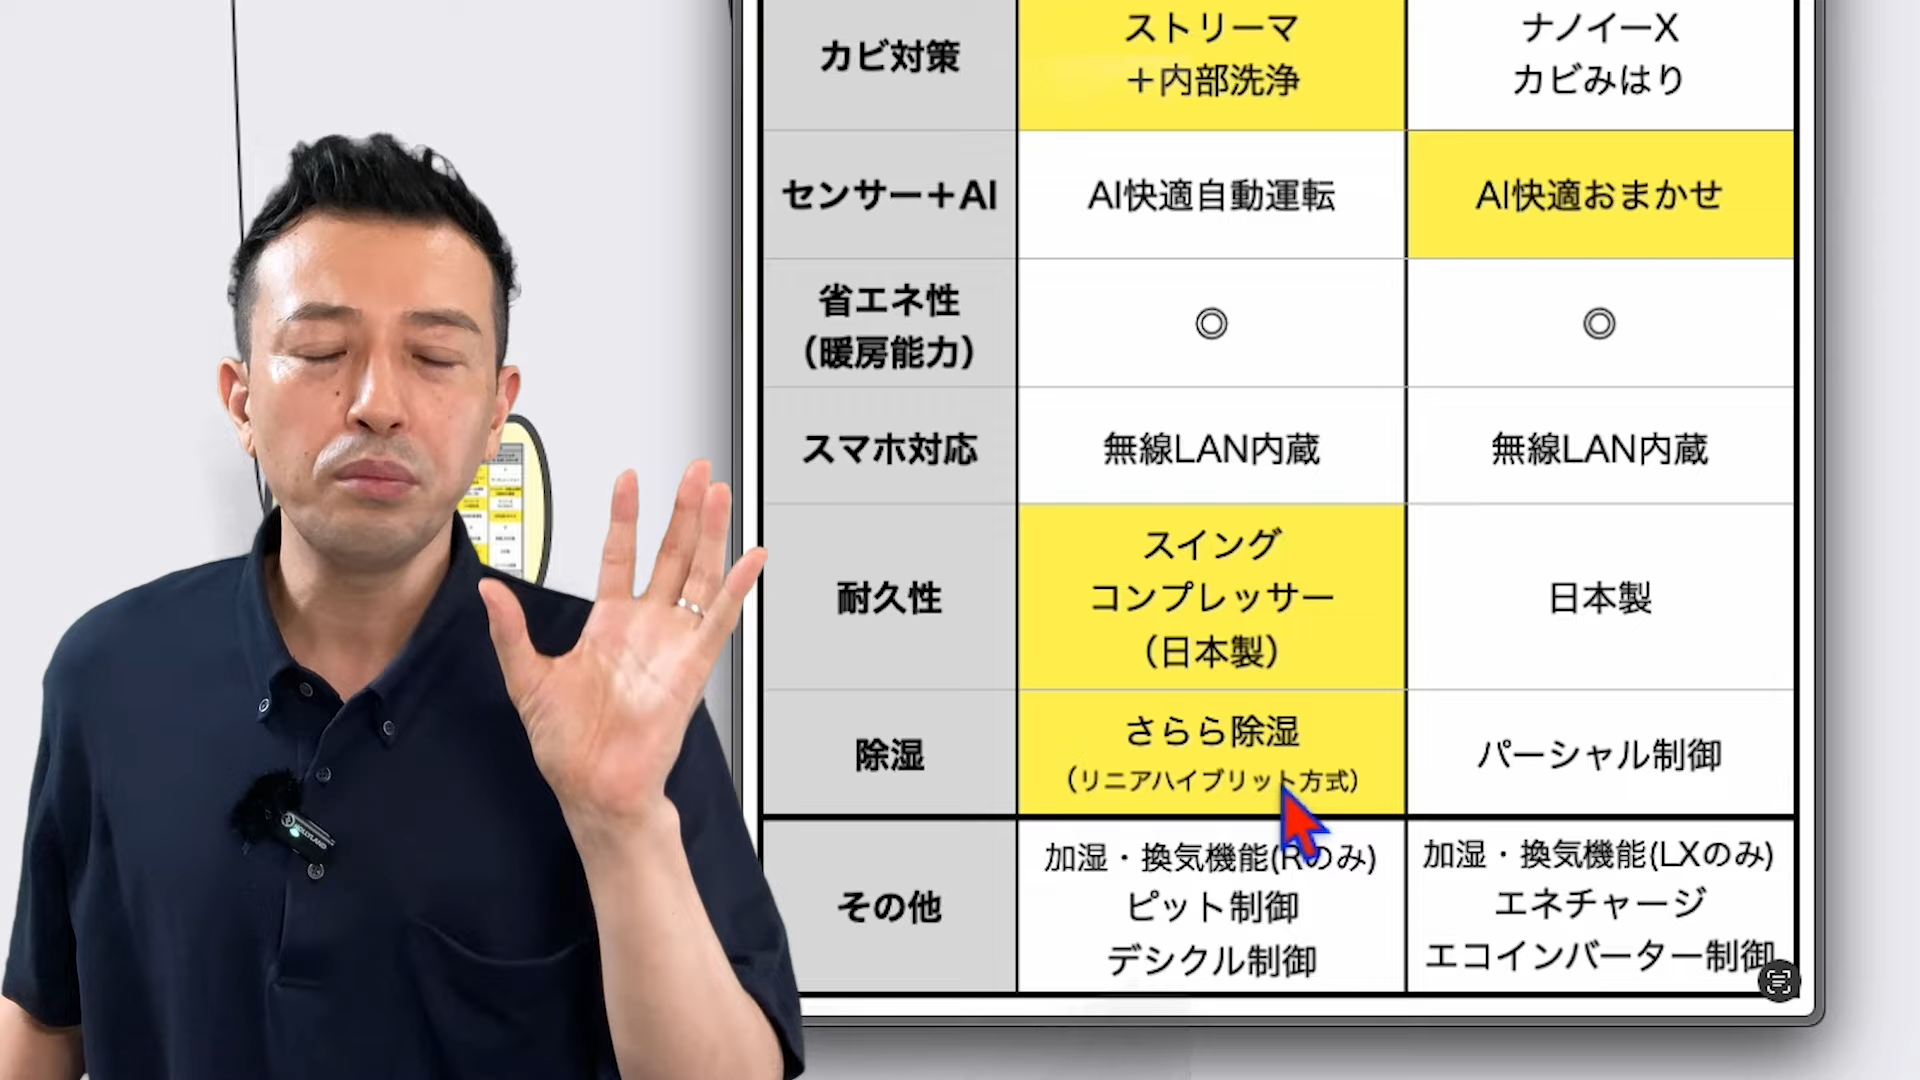 カビ対策
ストリーマ
＋内部洗浄
ナノイーX
カビみはり
センサー＋AI
AI快適自動運転
AI快適おまかせ
省エネ性
（暖房能力）
◎
◎
スマホ対応
無線LAN内蔵
無線LAN内蔵
耐久性
スイング
コンプレッサー
（日本製）
日本製
除湿
さらら除湿
（リニアハイブリット方式）
パーシャル制御
その他
加湿・換気機能(Rのみ)
ピット制御
デシクル制御
加湿・換気機能(LXのみ)
エネチャージ
エコインバーター制御
HOLLYLAND